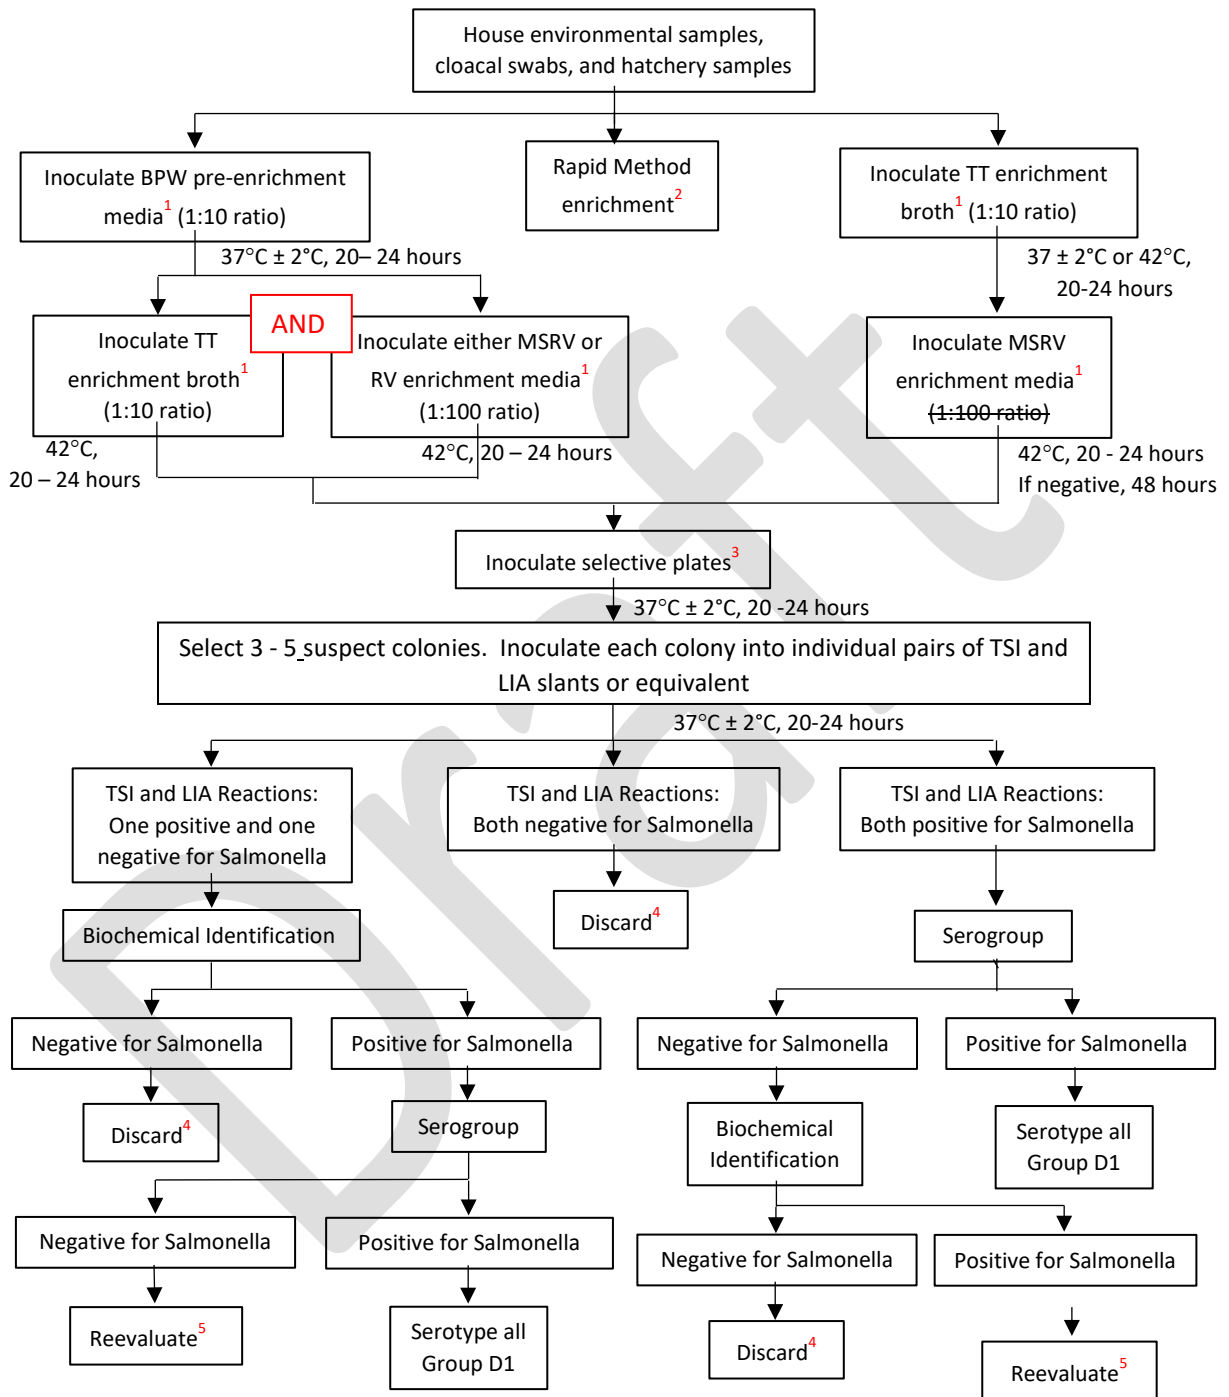 House environmental samples,
cloacal swabs, and hatchery samples
Inoculate BPW pre-enrichment
media1 (1:10 ratio)
Rapid Method
enrichment2
Inoculate TT enrichment
broth1 (1:10 ratio)
37°C ± 2°C, 20– 24 hours
37 ± 2°C or 42°C,
20-24 hours
AND
Inoculate TT
enrichment broth1
(1:10 ratio)
Inoculate either MSRV or
RV enrichment media1
(1:100 ratio)
Inoculate MSRV
enrichment media1
(1:100 ratio)
42°C,
20 – 24 hours
42°C, 20 – 24 hours
42°C, 20 - 24 hours
If negative, 48 hours
Inoculate selective plates3
37°C ± 2°C, 20 -24 hours
Select 3 - 5 suspect colonies.  Inoculate each colony into individual pairs of TSI and
LIA slants or equivalent
37°C ± 2°C, 20-24 hours
TSI and LIA Reactions:
One positive and one
negative for Salmonella
TSI and LIA Reactions:
Both negative for Salmonella
TSI and LIA Reactions:
Both positive for Salmonella
Biochemical Identification
Discard4
Serogroup
Negative for Salmonella
Positive for Salmonella
Negative for Salmonella
Positive for Salmonella
Discard4
Serogroup
Biochemical
Identification
Serotype all
Group D1
Negative for Salmonella
Positive for Salmonella
Negative for Salmonella
Positive for Salmonella
Reevaluate5
Serotype all
Group D1
Discard4
Reevaluate5
Draft